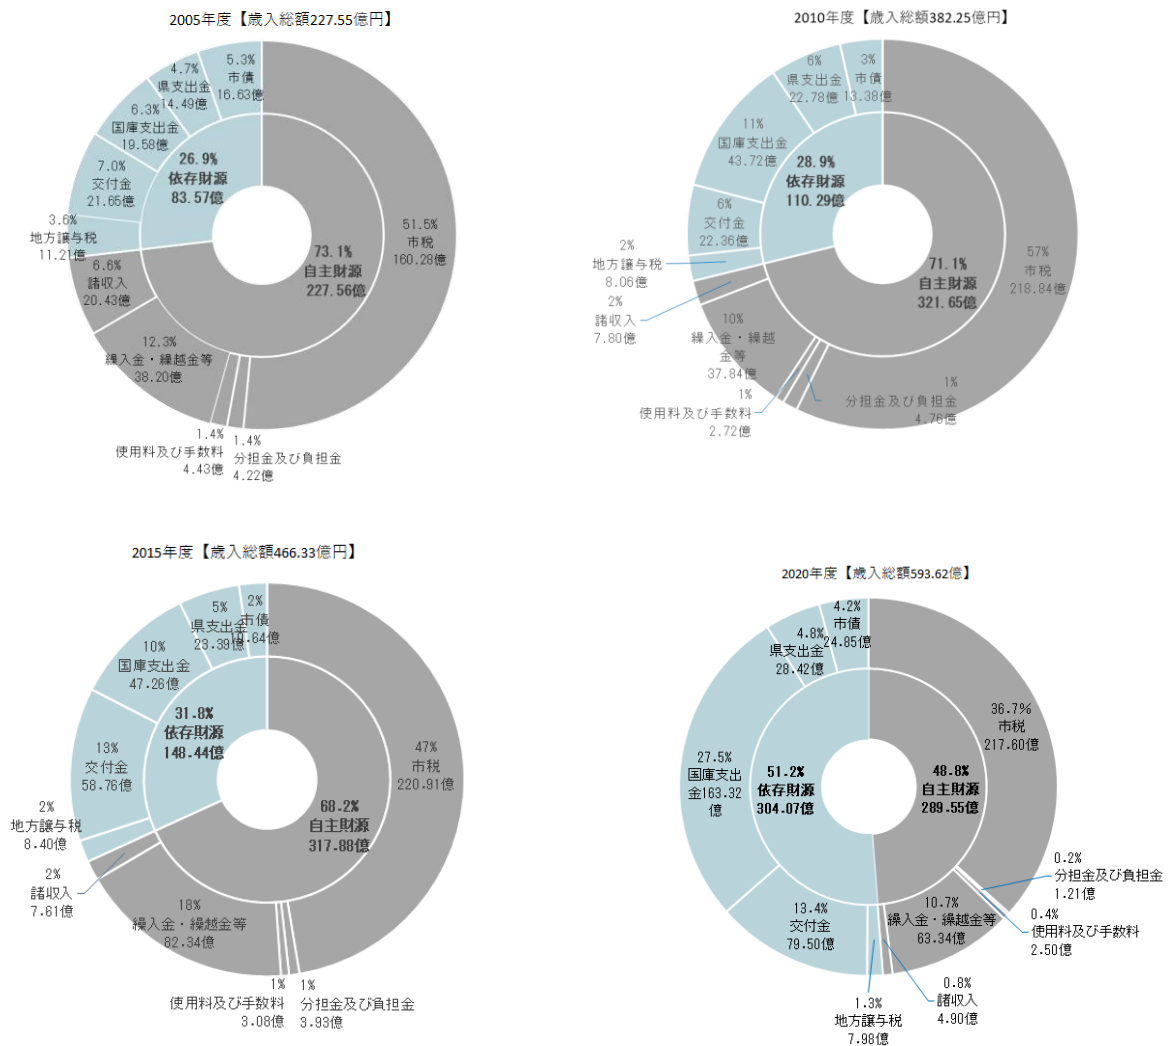 2005年度【歳入総額227.55億円】
5.3%
市債
16.63億
4.7%
県支出金
14.49億
6.3%
国庫支出金
19.58億
7.0%
交付金
21.65億
3.6%
地方譲与税
11.21億
26.9%
依存財源
83.57億
73.1%
自主財源
227.56億
51.5%
市税
160.28億
6.6%
諸収入
20.43億
12.3%
繰入金・繰越金等
38.20億
1.4%
使用料及び手数料
4.43億
1.4%
分担金及び負担金
4.22億
2010年度【歳入総額382.25億円】
3%
市債
13.38億
6%
県支出金
22.78億
11%
国庫支出金
43.72億
6%
交付金
22.36億
2%
地方譲与税
8.06億
2%
諸収入
7.80億
28.9%
依存財源
110.29億
71.1%
自主財源
321.65億
57%
市税
218.84億
10%
繰入金・繰越
金等
37.84億
1%
使用料及び手数料
2.72億
1%
分担金及び負担金
4.76億
2015年度【歳入総額466.33億円】
2%
市債
.64億
5%
県支出金
23.39億
10%
国庫支出金
47.26億
13%
交付金
58.76億
2%
地方譲与税
8.40億
2%
諸収入
7.61億
31.8%
依存財源
148.44億
68.2%
自主財源
317.88億
47%
市税
220.91億
18%
繰入金・繰越金等
82.34億
1%
使用料及び手数料
3.08億
1%
分担金及び負担金
3.93億
2020年度【歳入総額593.62億】
4.2%
市債
24.85億
4.8%
県支出金
28.42億
27.5%
国庫支出
金163.32
億
51.2%
依存財源
304.07億
48.8%
自主財源
289.55億
36.7%
市税
217.60億
0.2%
分担金及び負担金
1.21億
0.4%
使用料及び手数料
2.50億
10.7%
繰入金・繰越金等
63.34億
0.8%
諸収入
4.90億
13.4%
交付金
79.50億
1.3%
地方譲与税
7.98億